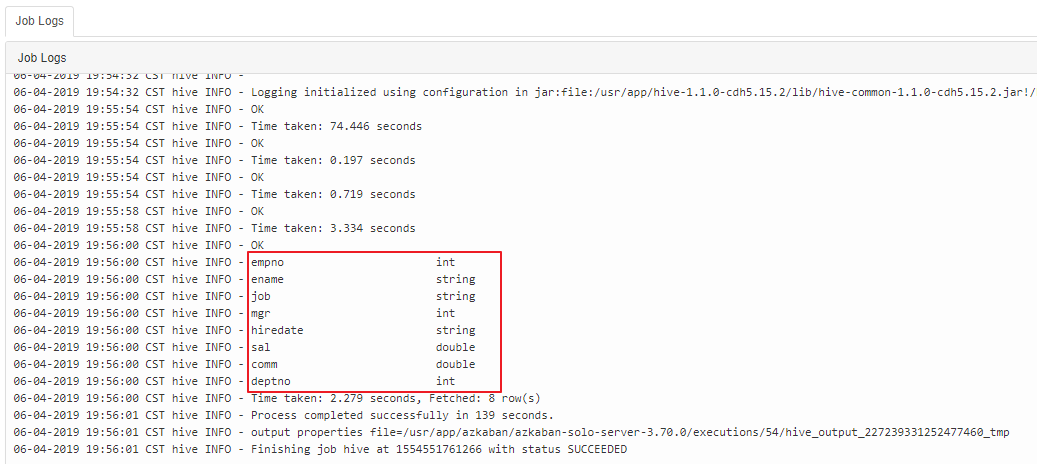 Job Logs
Job Logs
06-04-2019 19:54:32 CST hive INFO -
06-04-2019 19:54:32 CST hive INFO - Logging initialized using configuration in jar:file:/usr/app/hive-1.1.0-cdh5.15.2/lib/hive-common-1.1.0-cdh5.15.2.jar!/
06-04-2019 19:55:54 CST hive INFO - OK
06-04-2019 19:55:54 CST hive INFO - Time taken: 74.446 seconds
06-04-2019 19:55:54 CST hive INFO - OK
06-04-2019 19:55:54 CST hive INFO - Time taken: 0.197 seconds
06-04-2019 19:55:54 CST hive INFO - OK
06-04-2019 19:55:54 CST hive INFO - Time taken: 0.719 seconds
06-04-2019 19:55:58 CST hive INFO - OK
06-04-2019 19:55:58 CST hive INFO - Time taken: 3.334 seconds
06-04-2019 19:56:00 CST hive INFO - OK
06-04-2019 19:56:00 CST hive INFO - empno int
06-04-2019 19:56:00 CST hive INFO - ename string
06-04-2019 19:56:00 CST hive INFO - job string
06-04-2019 19:56:00 CST hive INFO - mgr int
06-04-2019 19:56:00 CST hive INFO - hiredate string
06-04-2019 19:56:00 CST hive INFO - sal double
06-04-2019 19:56:00 CST hive INFO - comm double
06-04-2019 19:56:00 CST hive INFO - deptno int
06-04-2019 19:56:00 CST hive INFO - Time taken: 2.279 seconds, Fetched: 8 row(s)
06-04-2019 19:56:01 CST hive INFO - Process completed successfully in 139 seconds.
06-04-2019 19:56:01 CST hive INFO - output properties file=/usr/app/azkaban/azkaban-solo-server-3.70.0/executions/54/hive_output_227239331252477460_tmp
06-04-2019 19:56:01 CST hive INFO - Finishing job hive at 1554551761266 with status SUCCEEDED